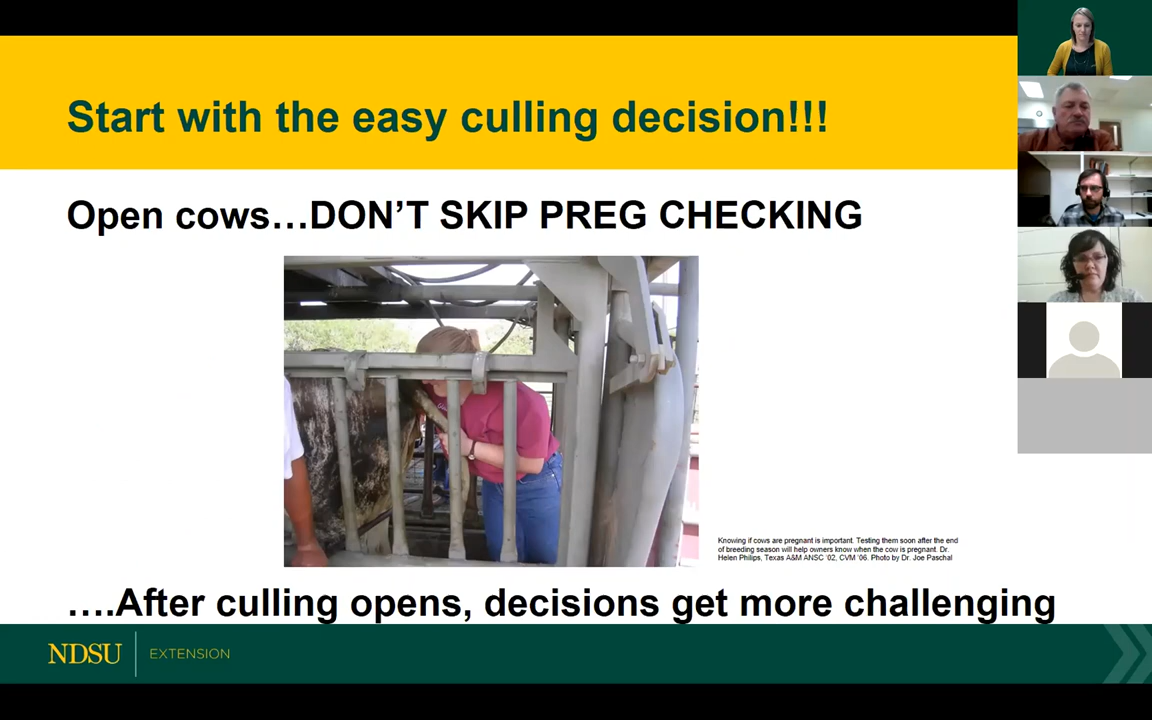 Start with the easy culling decision!!!
Open cows…DON’T SKIP PREG CHECKING
Knowing if cows are pregnant is important. Testing them soon after the end
of breeding season will help owners know when the cow is pregnant. Dr.
Helen Philips, Texas A&M ANSC ’02, CVM ’06. Photo by Dr. Joe Paschal
….After culling opens, decisions get more challenging
NDSU EXTENSION